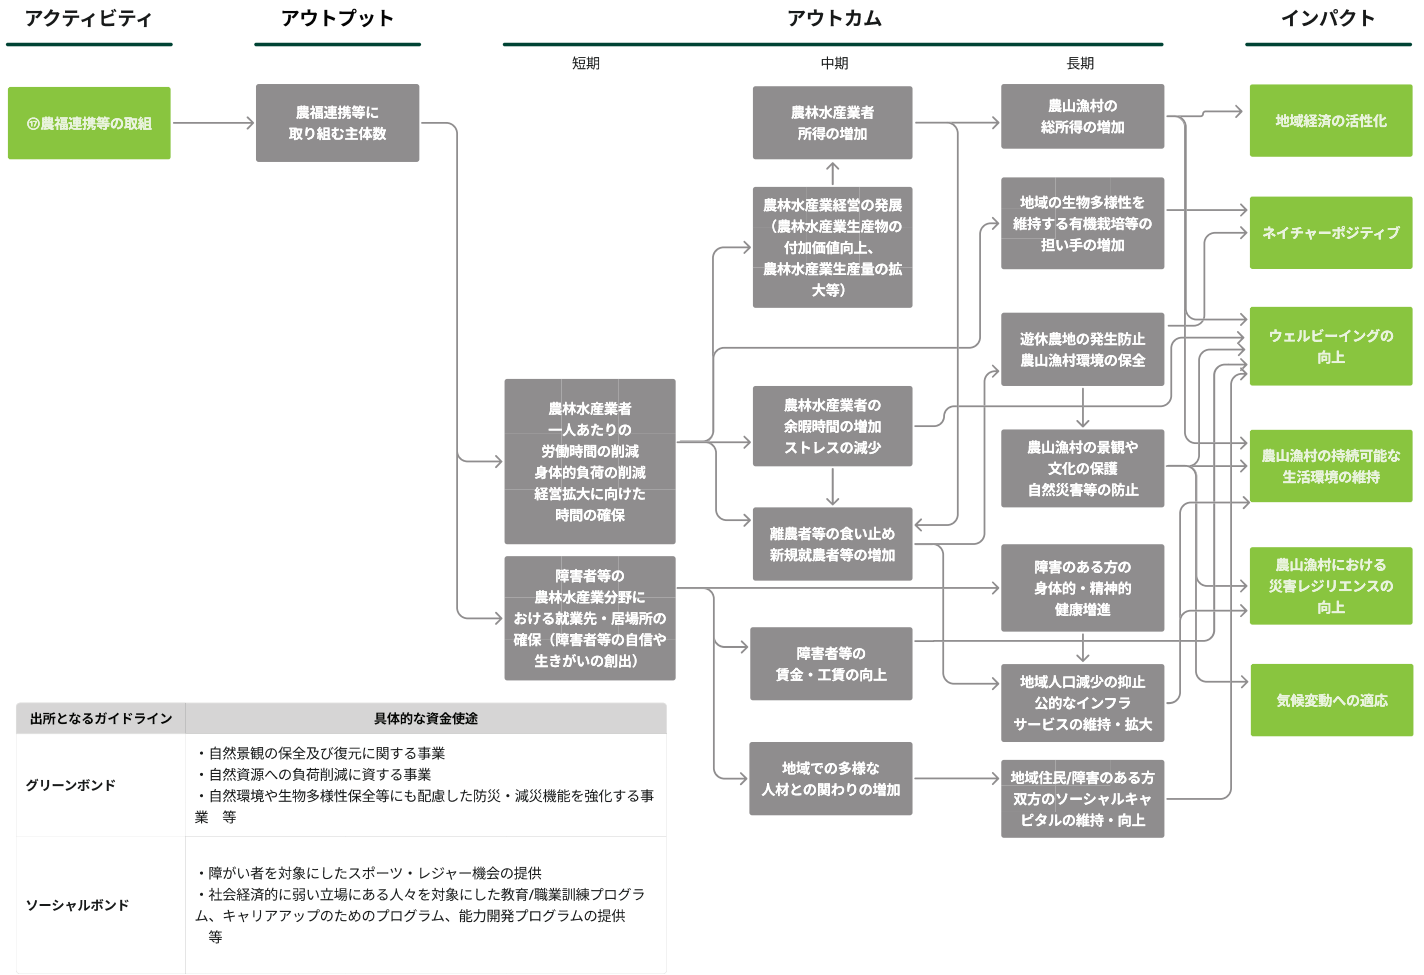 アクティビティ
アウトプット
アウトカム
インパクト
短期
中期
長期
⑰農福連携等の取組
農福連携等に
取り組む主体数
農林水産業者
一人あたりの
労働時間の削減
身体的負荷の削減
経営拡大に向けた
時間の確保
障害者等の
農林水産業分野に
おける就業先・居場所の
確保（障害者等の自信や
生きがいの創出）
農林水産業者
所得の増加
農林水産業経営の発展
（農林水産業生産物の
付加価値向上、
農林水産業生産量の拡
大等）
農林水産業者の
余暇時間の増加
ストレスの減少
離農者等の食い止め
新規就農者等の増加
障害者等の
賃金・工賃の向上
地域での多様な
人材との関わりの増加
農山漁村の
総所得の増加
地域の生物多様性を
維持する有機栽培等の
担い手の増加
遊休農地の発生防止
農山漁村環境の保全
農山漁村の景観や
文化の保護
自然災害等の防止
障害のある方の
身体的・精神的
健康増進
地域人口減少の抑止
公的なインフラ
サービスの維持・拡大
地域住民/障害のある方
双方のソーシャルキャ
ピタルの維持・向上
地域経済の活性化
ネイチャーポジティブ
ウェルビーイングの
向上
農山漁村の持続可能な
生活環境の維持
農山漁村における
災害レジリエンスの
向上
気候変動への適応
出所となるガイドライン
具体的な資金使途
グリーンボンド
・自然景観の保全及び復元に関する事業
・自然資源への負荷削減に資する事業
・自然環境や生物多様性保全等にも配慮した防災・減災機能を強化する事
業　等
ソーシャルボンド
・障がい者を対象にしたスポーツ・レジャー機会の提供
・社会経済的に弱い立場にある人々を対象にした教育/職業訓練プログラ
ム、キャリアアップのためのプログラム、能力開発プログラムの提供
　等